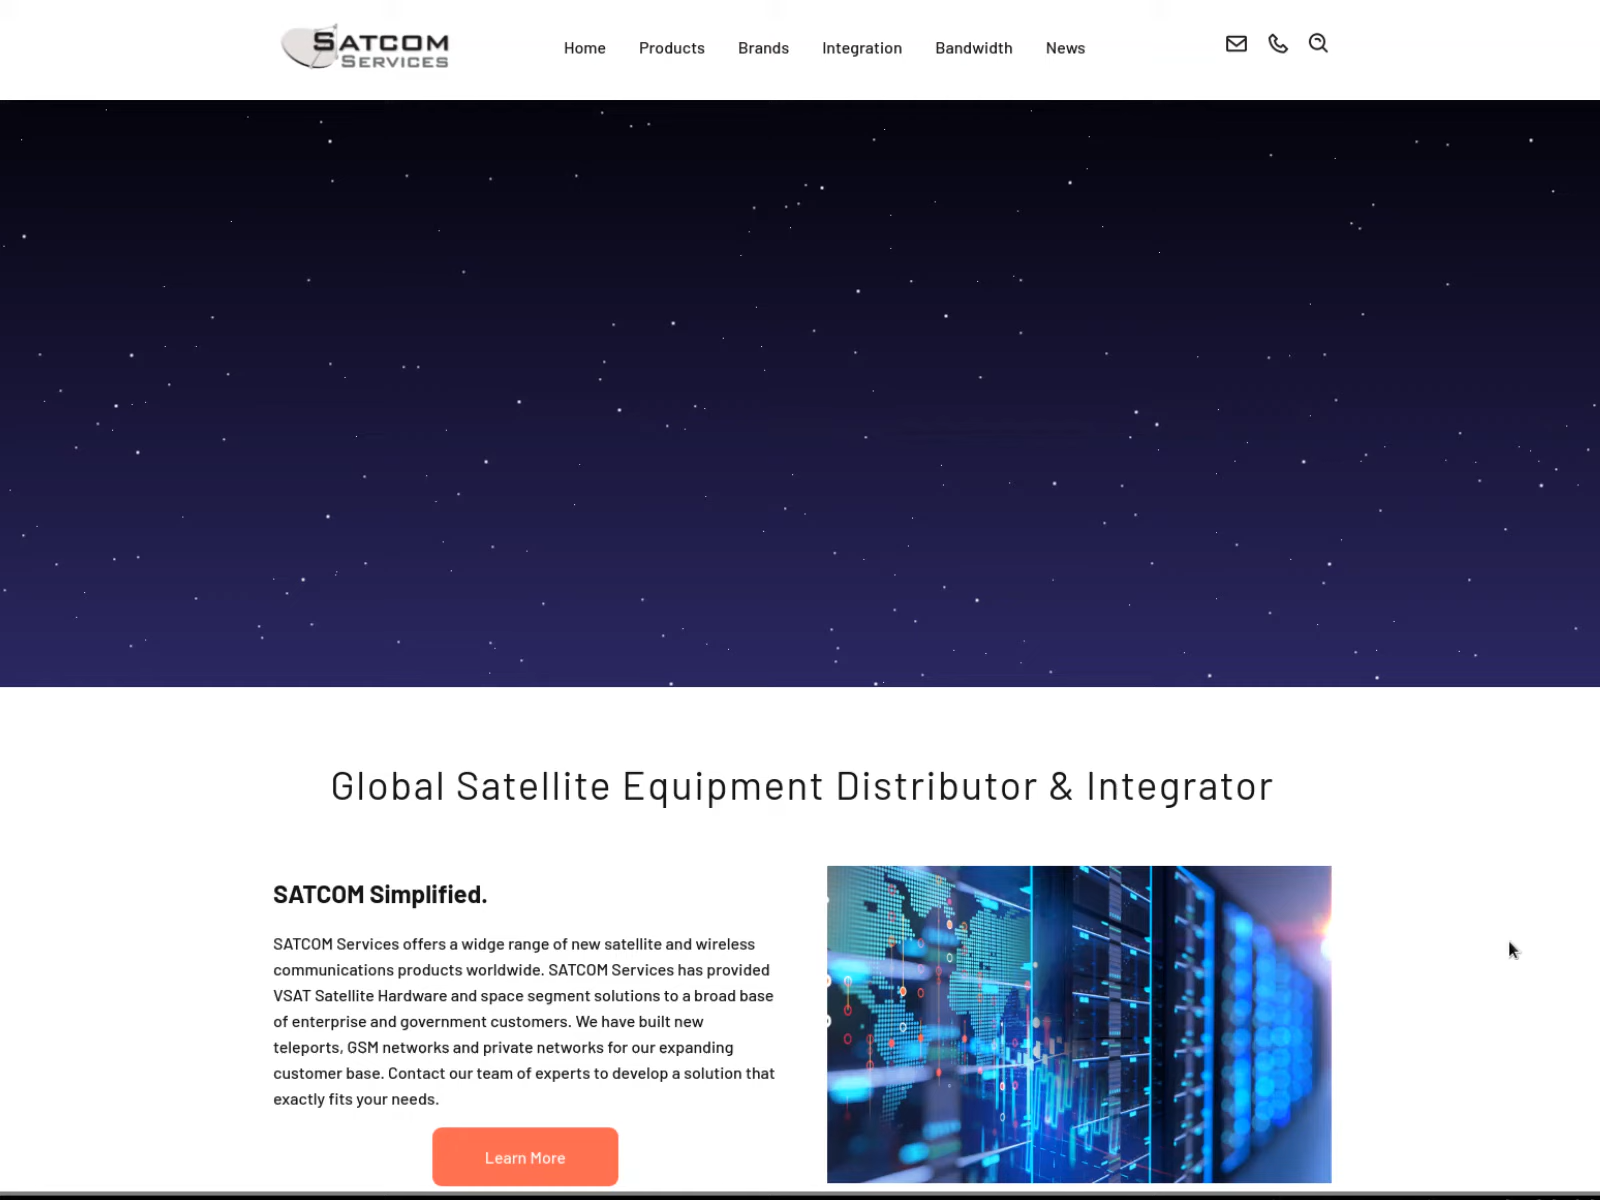 SATCOM
SERVICES
Home Products Brands Integration Bandwidth News
Global Satellite Equipment Distributor & Integrator
SATCOM Simplified.
SATCOM Services offers a widge range of new satellite and wireless
communications products worldwide. SATCOM Services has provided
VSAT Satellite Hardware and space segment solutions to a broad base
of enterprise and government customers. We have built new
teleports, GSM networks and private networks for our expanding
customer base. Contact our team of experts to develop a solution that
exactly fits your needs.
Learn More